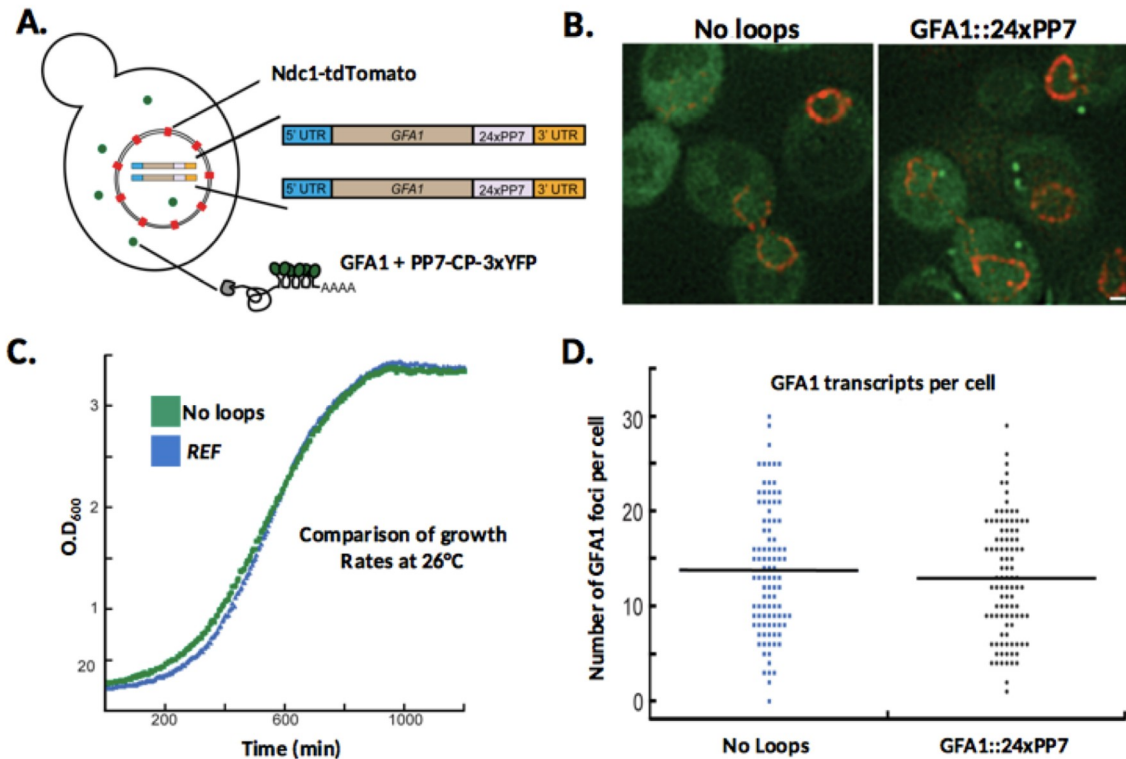 A.
Ndc1-tdTomato
5' UTR GFA1 24xPP7 3' UTR
5' UTR GFA1 24xPP7 3' UTR
GFA1 + PP7-CP-3xYFP
AAAA
B.
No loops GFA1::24xPP7
C.
3
2
1
20
O.D600
No loops
REF
Comparison of growth
Rates at 26°C
200 600 1000
Time (min)
D.
GFA1 transcripts per cell
30
20
10
0
Number of GFA1 foci per cell
No Loops GFA1::24xPP7